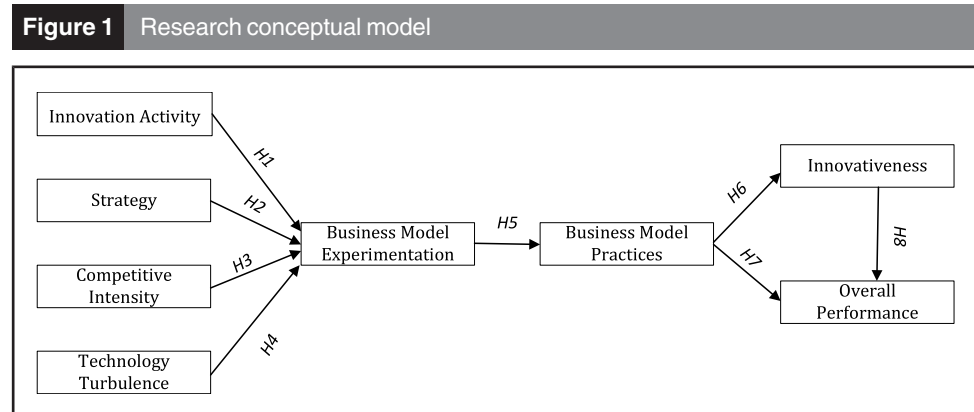 Figure 1 Research conceptual model
Innovation Activity
H1
Strategy
H2
Competitive
Intensity
H3
Technology
Turbulence
H4
Business Model
Experimentation
H5
Business Model
Practices
H6
H7
Innovativeness
H8
Overall
Performance